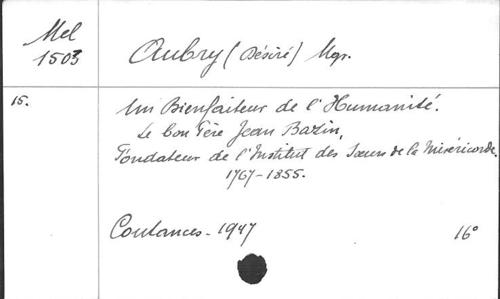 Mel
1503
Aubry (Désiré) Mgr.
15.
Un Bienfaiteur de l'Humanité.
Le bon Père Jean Bazin,
Fondateur de l'Institut des Sœurs de la Miséricorde.
1767-1855.
Coutances - 1947
16°